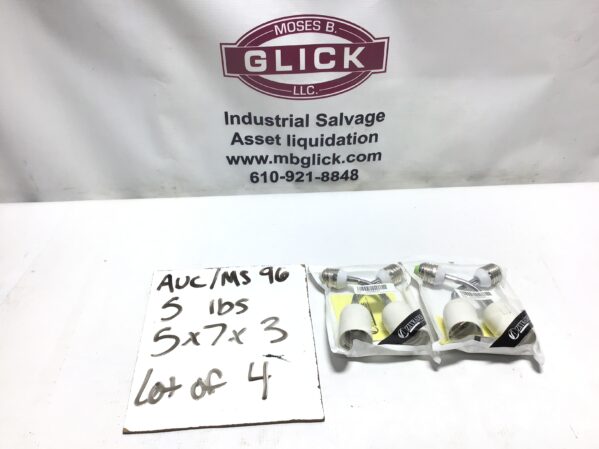 MOSES B.
GLICK
LLC.
Industrial Salvage
Asset liquidation
www.mbglick.com
610-921-8848
AUC/MS 96
5 lbs
5x7x3
Lot of 4